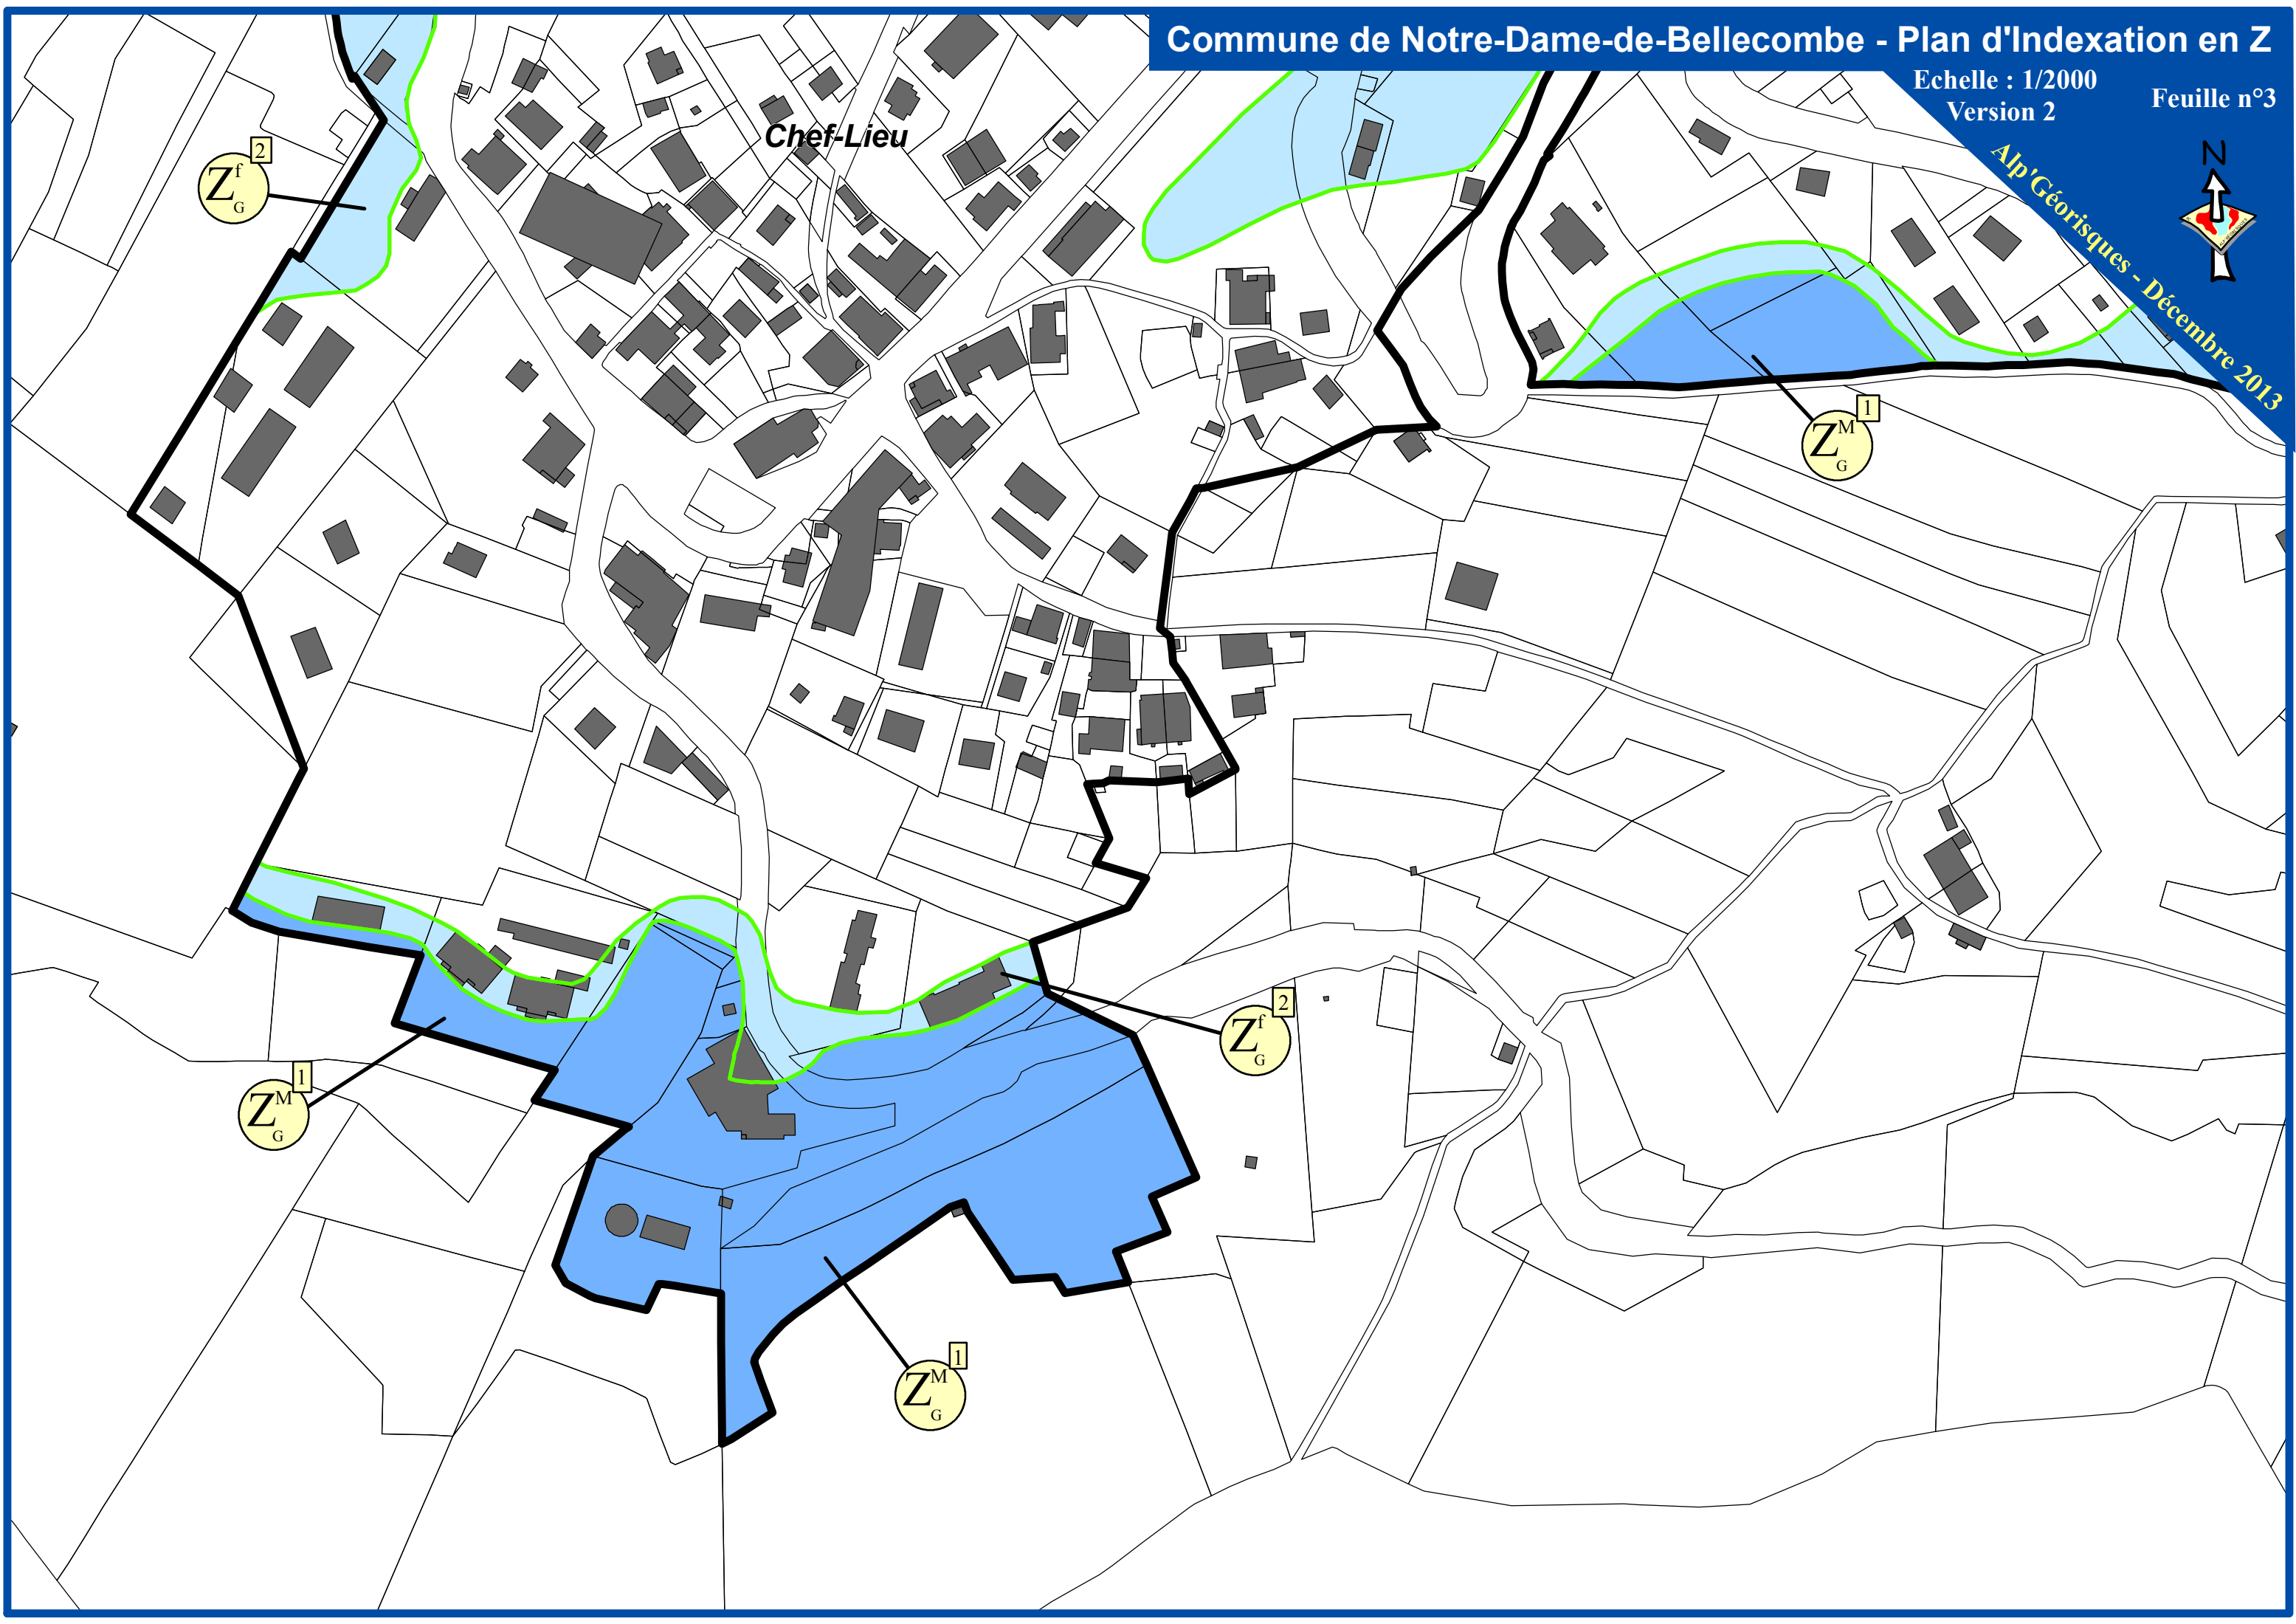 Commune de Notre-Dame-de-Bellecombe - Plan d'Indexation en Z
Echelle : 1/2000
Version 2
Feuille n°3
Alp'Géorisques - Décembre 2013
N
Chef-Lieu
Z f G 2
Z M G 1
Z f G 2
Z M G 1
Z M G 1